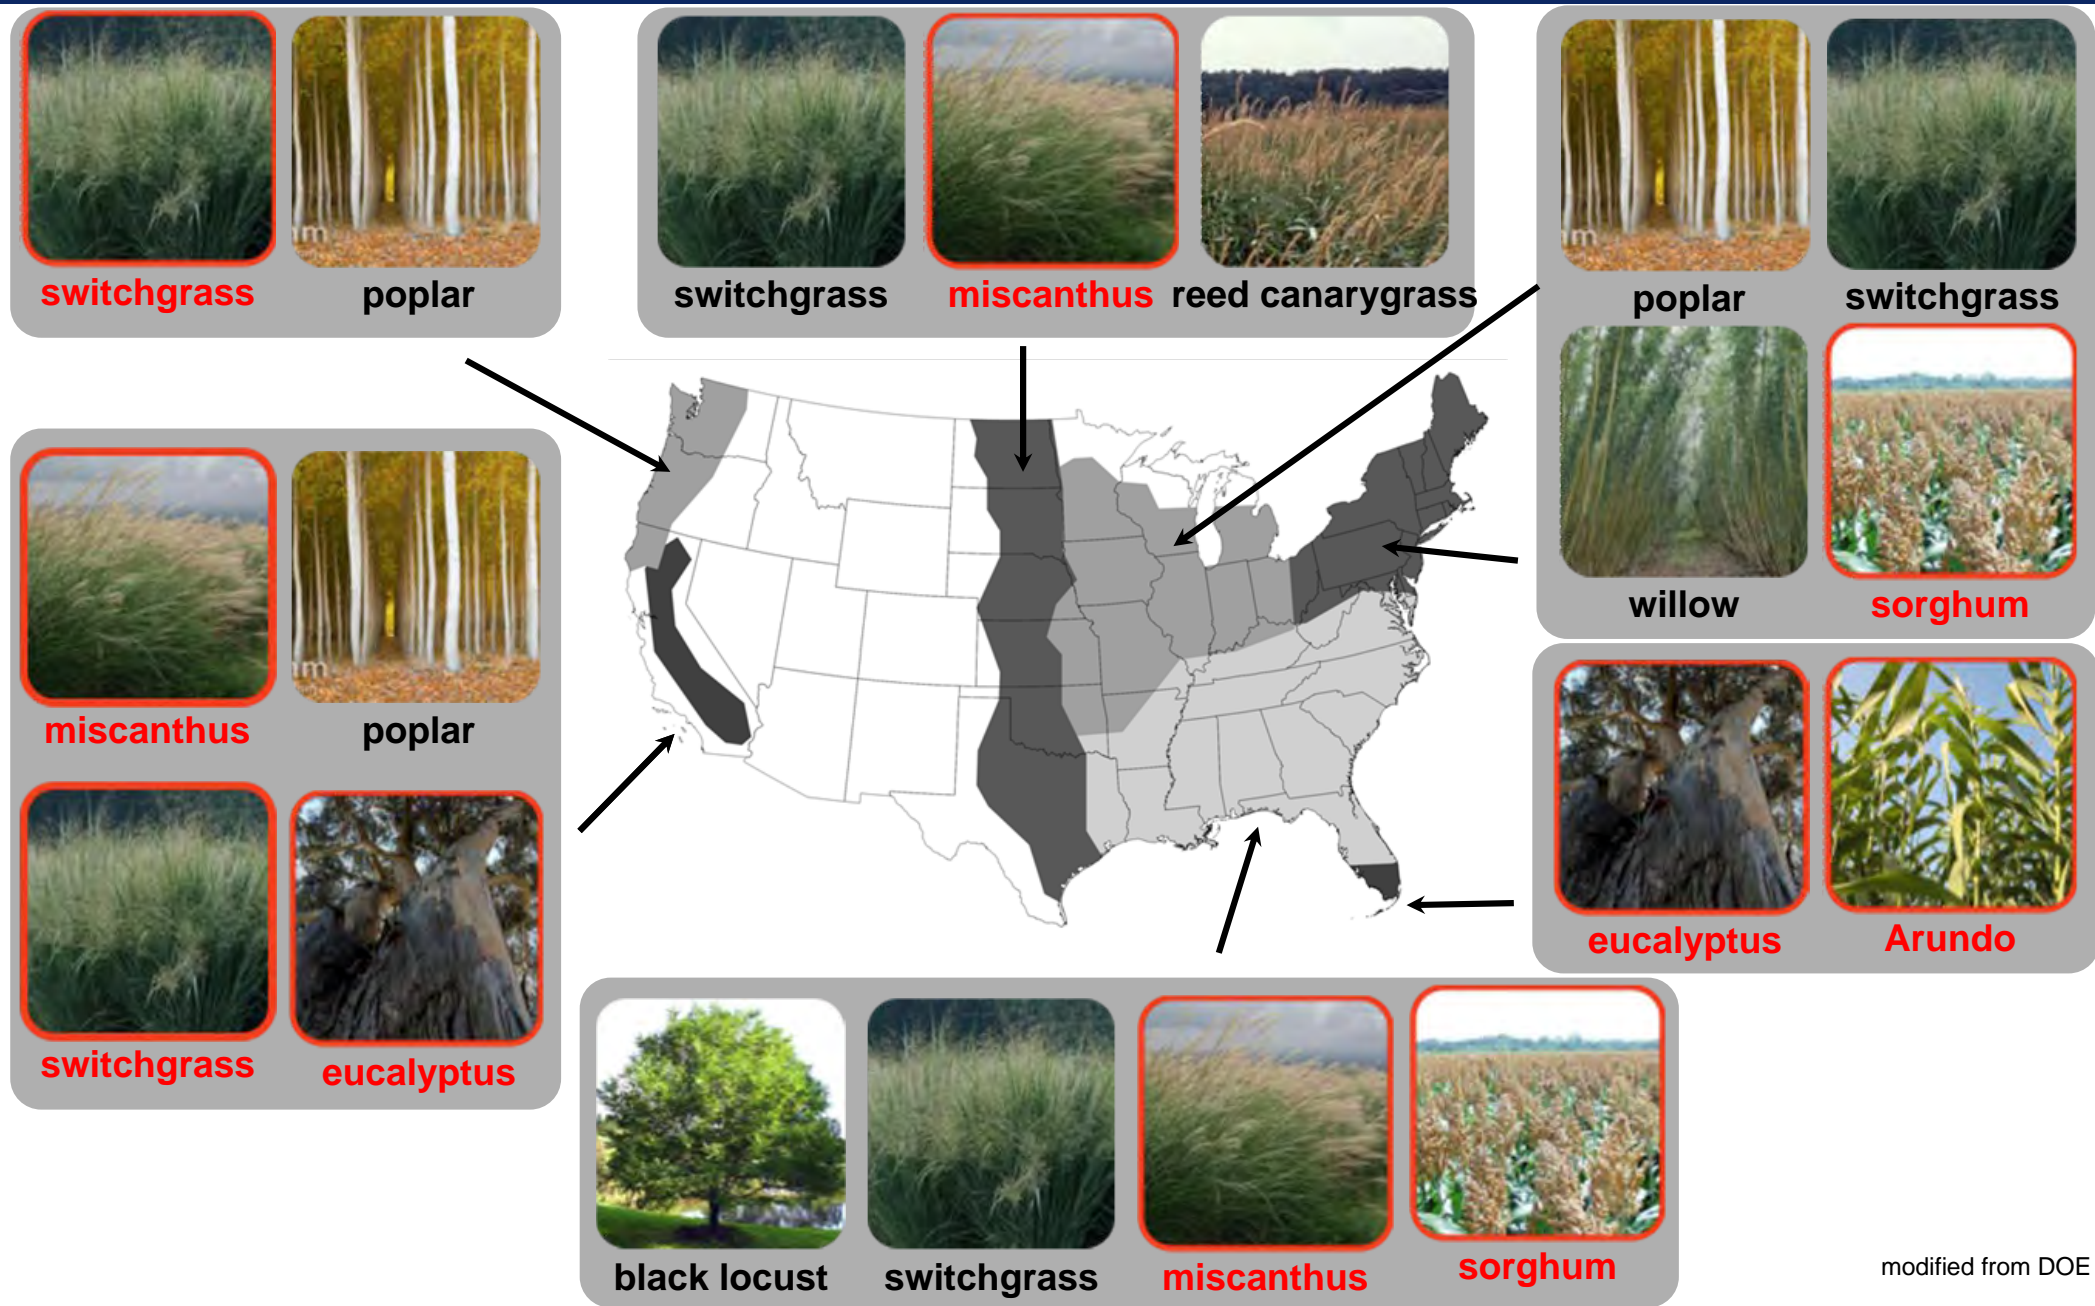 switchgrass
poplar
switchgrass
miscanthus
reed canarygrass
poplar
switchgrass
willow
sorghum
miscanthus
poplar
switchgrass
eucalyptus
eucalyptus
Arundo
black locust
switchgrass
miscanthus
sorghum
modified from DOE